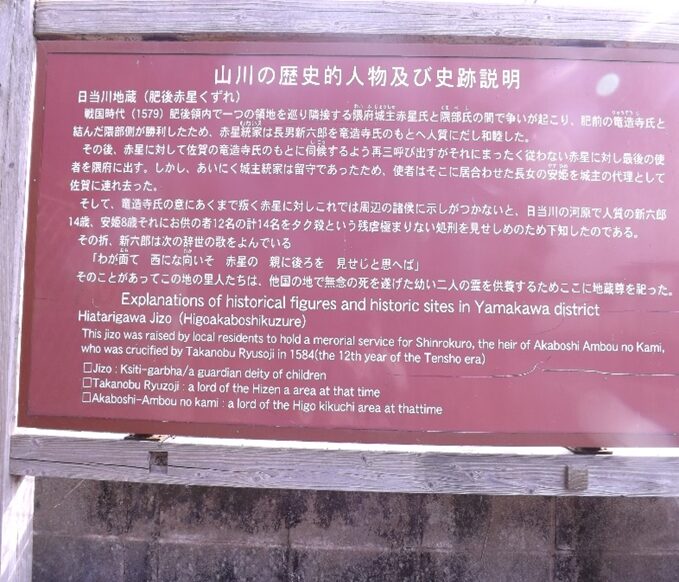 山川の歴史的人物及び史跡説明
日当川地蔵（肥後赤星くずれ）
戦国時代（1579）肥後領内で一つの領地を巡り隣接する隈府城主赤星氏と隈部氏の間で争いが起こり、肥前の竜造寺氏と
結んだ隈部側が勝利したため、赤星統家は長男新六郎を竜造寺氏のもとへ人質にだし和睦した。
その後、赤星に対して佐賀の竜造寺氏のもとに伺候するよう再三呼び出すがそれにまったく従わない赤星に対し最後の使
者を隈府に出す。しかし、あいにく城主統家は留守であったため、使者はそこに居合わせた長女の安姫を城主の代理として
佐賀に連れ去った。
そして、竜造寺氏の意にあくまで叛く赤星に対しこれでは周辺の諸侯に示しがつかないと、日当川の河原で人質の新六郎
14歳、安姫8歳それにお供の者12名の計14名をタク殺という残虐極まりない処刑を見せしめのため下知したのである。
その折、新六郎は次の辞世の歌をよんでいる
「わが面て　西にな向いそ　赤星の　親に後ろを　見せじと思へば」
そのことがあってこの地の里人たちは、他国の地で無念の死を遂げた幼い二人の霊を供養するためここに地蔵尊を祀った。
Explanations of historical figures and historic sites in Yamakawa district
Hiatarigawa Jizo (Higoakaboshikuzure)
This jizo was raised by local residents to hold a merorial service for Shinrokuro, the heir of Akaboshi Ambou no Kami,
who was crucified by Takanobu Ryusoji in 1584(the 12th year of the Tensho era)
□Jizo : Ksiti-garbha/a guardian deity of children
□Takanobu Ryuzoji : a lord of the Hizen a area at that time
□Akaboshi-Ambou no kami : a lord of the Higo kikuchi area at thattime